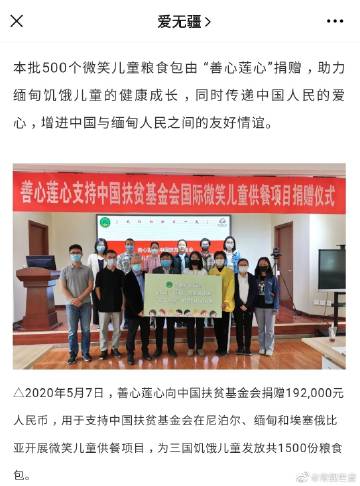 爱无疆>
本批500个微笑儿童粮食包由“善心莲心”捐赠，助力
缅甸饥饿儿童的健康成长，同时传递中国人民的爱
心，增进中国与缅甸人民之间的友好情谊。
善心莲心支持中国扶贫基金会国际微笑儿童供餐项目捐赠仪式
△2020年5月7日，善心莲心向中国扶贫基金会捐赠192,000元
人民币，用于支持中国扶贫基金会在尼泊尔、缅甸和埃塞俄比
亚开展微笑儿童供餐项目，为三国饥饿儿童发放共1500份粮食
包。